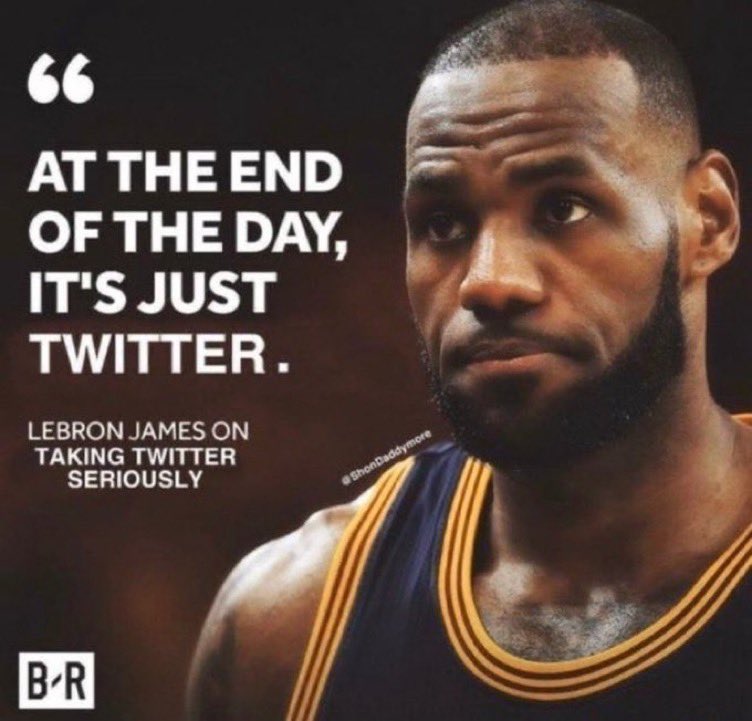 “
AT THE END
OF THE DAY,
IT'S JUST
TWITTER.
LEBRON JAMES ON
TAKING TWITTER
SERIOUSLY
@ShonDaddymore
B-R